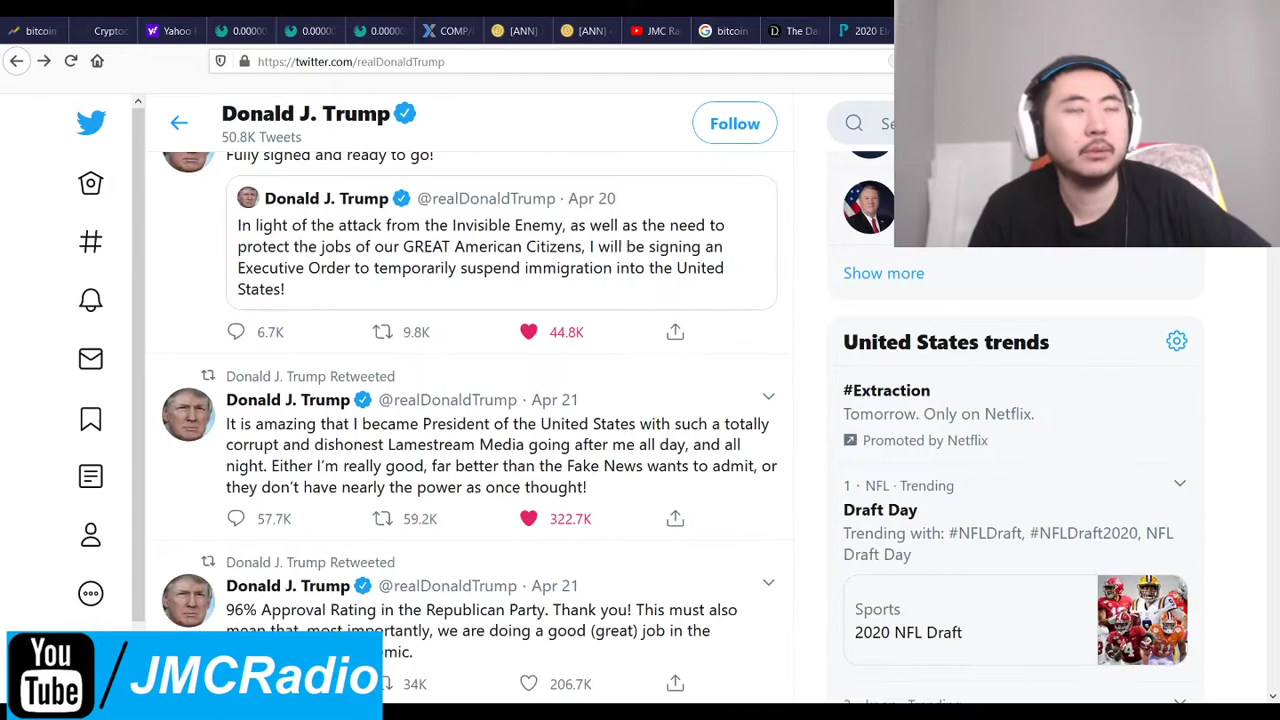 bitcoin
Cryptoc
Yahoo
0.00000
0.0000
0.0000
COMP/
[ANN]
[ANN]
JMC Ra
bitcoin
The Da
2020 El
https://twitter.com/realDonaldTrump
Donald J. Trump
50.8K Tweets
Follow
Fully signed and ready to go!
Donald J. Trump @realDonaldTrump · Apr 20
In light of the attack from the Invisible Enemy, as well as the need to
protect the jobs of our GREAT American Citizens, I will be signing an
Executive Order to temporarily suspend immigration into the United
States!
6.7K 9.8K 44.8K
Donald J. Trump Retweeted
Donald J. Trump @realDonaldTrump · Apr 21
It is amazing that I became President of the United States with such a totally
corrupt and dishonest Lamestream Media going after me all day, and all
night. Either I'm really good, far better than the Fake News wants to admit, or
they don't have nearly the power as once thought!
57.7K 59.2K 322.7K
Donald J. Trump Retweeted
Donald J. Trump @realDonaldTrump · Apr 21
96% Approval Rating in the Republican Party. Thank you! This must also
mean that, most importantly, we are doing a good (great) job in the
mic.
34K 206.7K
Se
Show more
United States trends
#Extraction
Tomorrow. Only on Netflix.
Promoted by Netflix
1 · NFL · Trending
Draft Day
Trending with: #NFLDraft, #NFLDraft2020, NFL
Draft Day
Sports
2020 NFL Draft
You
Tube
/JMCRadio